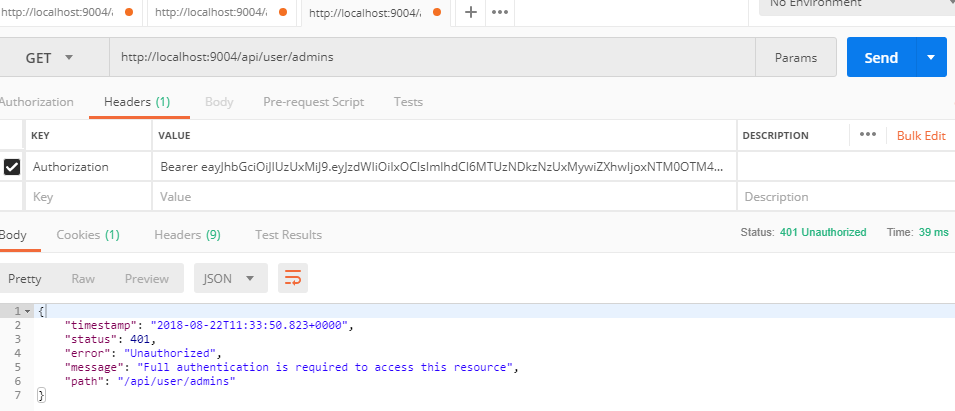 http://localhost:9004/a
http://localhost:9004/a
http://localhost:9004/a
No Environment
GET
http://localhost:9004/api/user/admins
Params
Send
Authorization
Headers (1)
Body
Pre-request Script
Tests
KEY
VALUE
DESCRIPTION
Bulk Edit
Authorization
Bearer eayJhbGciOiJIUzUxMiJ9.eyJzdWIiOiIxOCIsImlhdCI6MTUzNDkzNzUxMywiZXhwIjoxNTM0OTM4...
Key
Value
Description
Body
Cookies (1)
Headers (9)
Test Results
Status: 401 Unauthorized
Time: 39 ms
Pretty
Raw
Preview
JSON
1 {
2 "timestamp": "2018-08-22T11:33:50.823+0000",
3 "status": 401,
4 "error": "Unauthorized",
5 "message": "Full authentication is required to access this resource",
6 "path": "/api/user/admins"
7 }